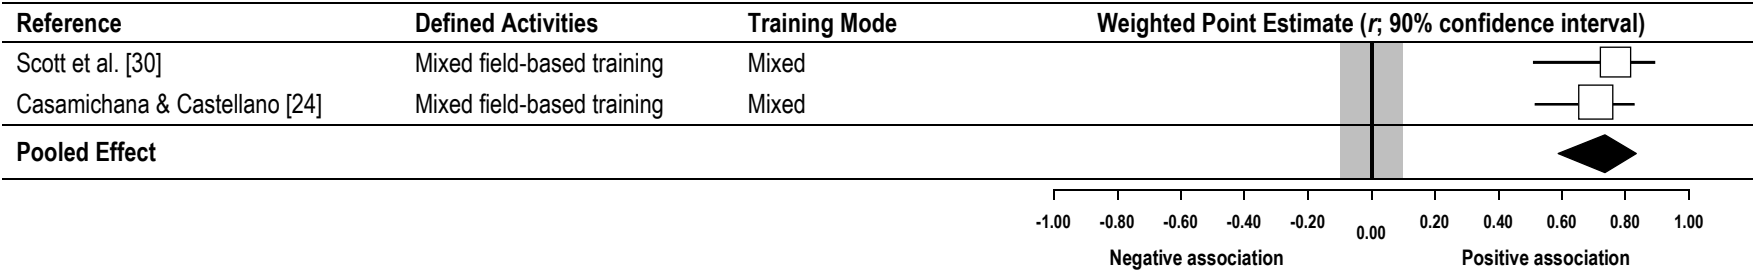 Reference Defined Activities Training Mode Weighted Point Estimate (r; 90% confidence interval)
Scott et al. [30] Mixed field-based training Mixed
Casamichana & Castellano [24] Mixed field-based training Mixed
Pooled Effect
-1.00 -0.80 -0.60 -0.40 -0.20 0.00 0.20 0.40 0.60 0.80 1.00
Negative association Positive association